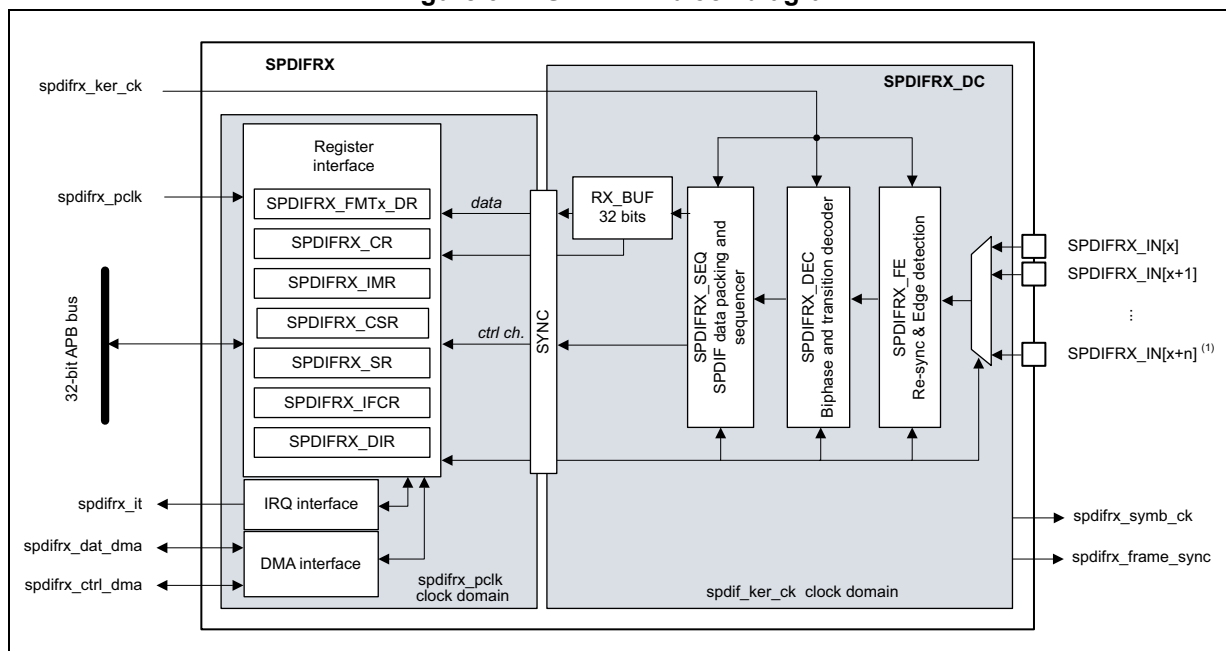 SPDIFRX
SPDIFRX_DC
spdifrx_ker_ck
Register
interface
spdifrx_pclk
SPDIFRX_FMTx_DR
SPDIFRX_CR
SPDIFRX_IMR
SPDIFRX_CSR
SPDIFRX_SR
SPDIFRX_IFCR
SPDIFRX_DIR
32-bit APB bus
data
ctrl ch.
SYNC
RX_BUF
32 bits
SPDIFRX_SEQ
SPDIF data packing and
sequencer
SPDIFRX_DEC
Biphase and transition decoder
SPDIFRX_FE
Re-sync & Edge detection
SPDIFRX_IN[x]
SPDIFRX_IN[x+1]
...
SPDIFRX_IN[x+n] (1)
spdifrx_it
IRQ interface
spdifrx_dat_dma
DMA interface
spdifrx_ctrl_dma
spdifrx_pclk
clock domain
spdif_ker_ck clock domain
spdifrx_symb_ck
spdifrx_frame_sync